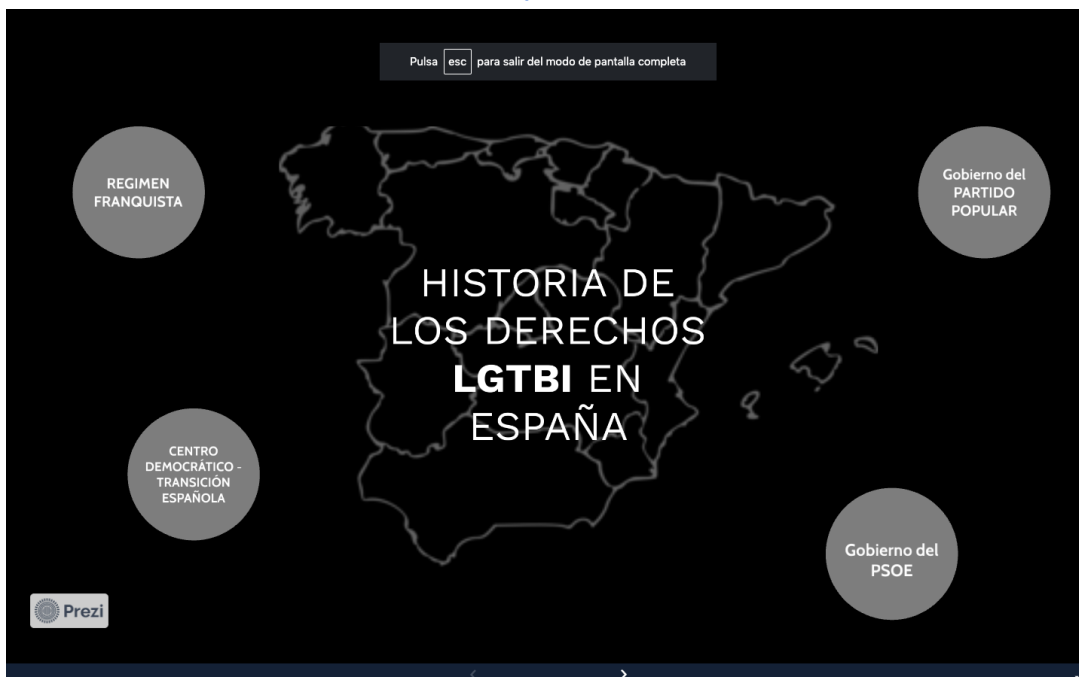 Pulsa esc para salir del modo de pantalla completa
REGIMEN
FRANQUISTA
Gobierno del
PARTIDO
POPULAR
HISTORIA DE
LOS DERECHOS
LGTBI EN
ESPAÑA
CENTRO
DEMOCRÁTICO -
TRANSICIÓN
ESPAÑOLA
Gobierno del
PSOE
Prezi